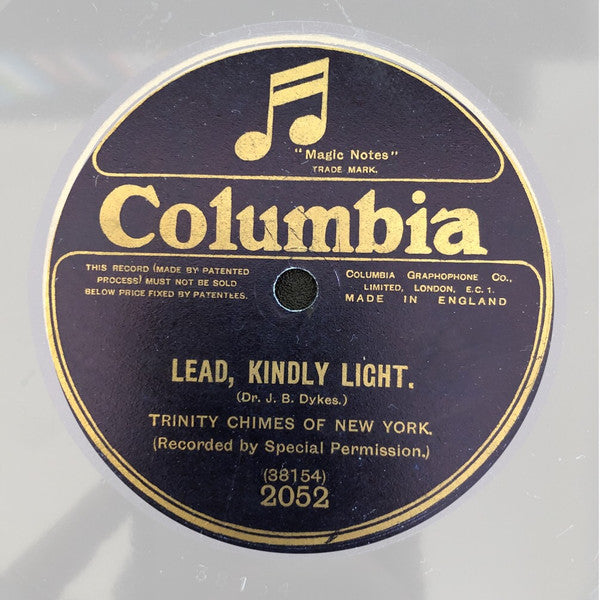 "Magic Notes"
TRADE MARK.
Columbia
THIS RECORD (MADE BY PATENTED
PROCESS) MUST NOT BE SOLD
BELOW PRICE FIXED BY PATENTEES.
COLUMBIA GRAPHOPHONE CO.,
LIMITED, LONDON, E.C. 1.
MADE IN ENGLAND
LEAD, KINDLY LIGHT.
(Dr. J. B. Dykes.)
TRINITY CHIMES OF NEW YORK.
(Recorded by Special Permission.)
(38154)
2052